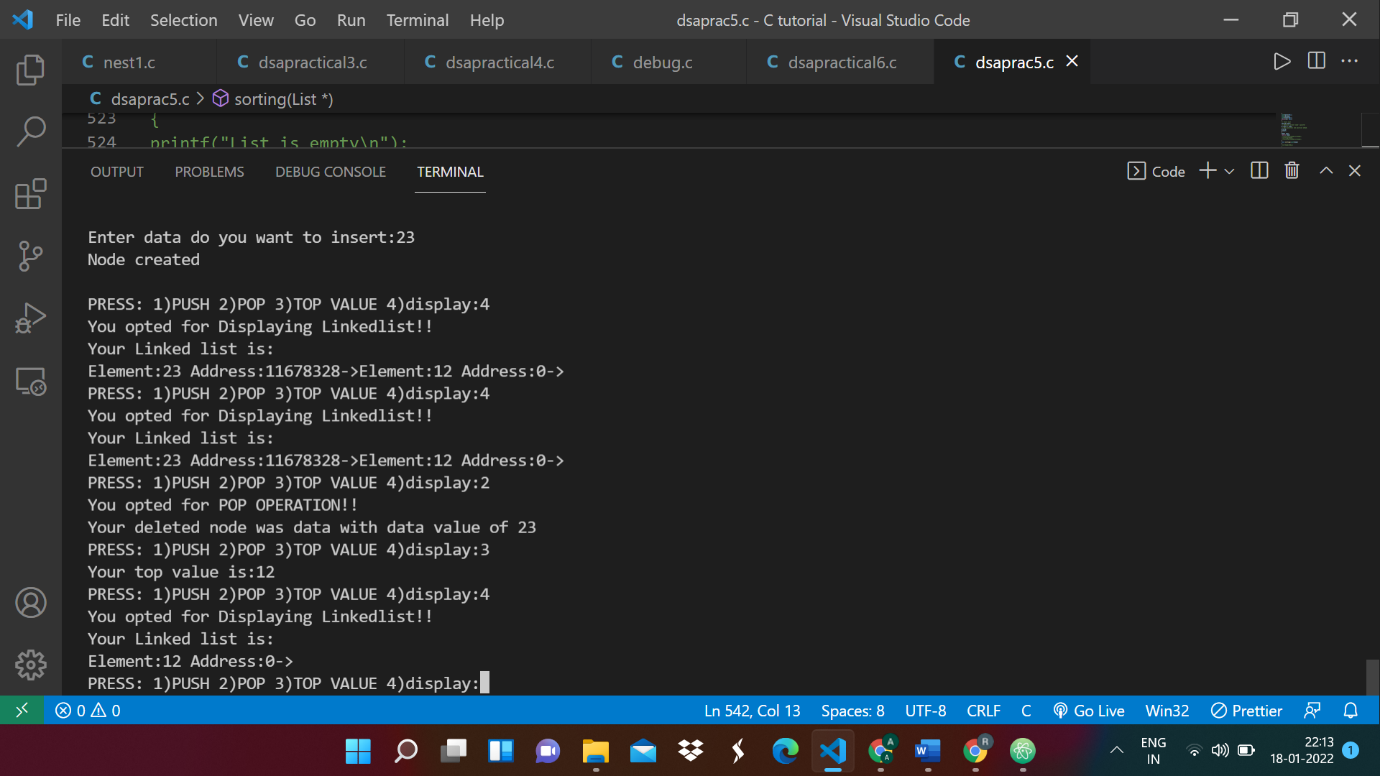 File Edit Selection View Go Run Terminal Help dsaprac5.c - C tutorial - Visual Studio Code
C nest1.c C dsapractical3.c C dsapractical4.c C debug.c C dsapractical6.c C dsaprac5.c
C dsaprac5.c > sorting(List *)
523 {
524 printf("List is empty\n");
OUTPUT PROBLEMS DEBUG CONSOLE TERMINAL Code
Enter data do you want to insert:23
Node created
PRESS: 1)PUSH 2)POP 3)TOP VALUE 4)display:4
You opted for Displaying Linkedlist!!
Your Linked list is:
Element:23 Address:11678328->Element:12 Address:0->
PRESS: 1)PUSH 2)POP 3)TOP VALUE 4)display:4
You opted for Displaying Linkedlist!!
Your Linked list is:
Element:23 Address:11678328->Element:12 Address:0->
PRESS: 1)PUSH 2)POP 3)TOP VALUE 4)display:2
You opted for POP OPERATION!!
Your deleted node was data with data value of 23
PRESS: 1)PUSH 2)POP 3)TOP VALUE 4)display:3
Your top value is:12
PRESS: 1)PUSH 2)POP 3)TOP VALUE 4)display:4
You opted for Displaying Linkedlist!!
Your Linked list is:
Element:12 Address:0->
PRESS: 1)PUSH 2)POP 3)TOP VALUE 4)display:
0 0 Ln 542, Col 13 Spaces: 8 UTF-8 CRLF C Go Live Win32 Prettier
A R W ENG 22:13 1
A IN 18-01-2022